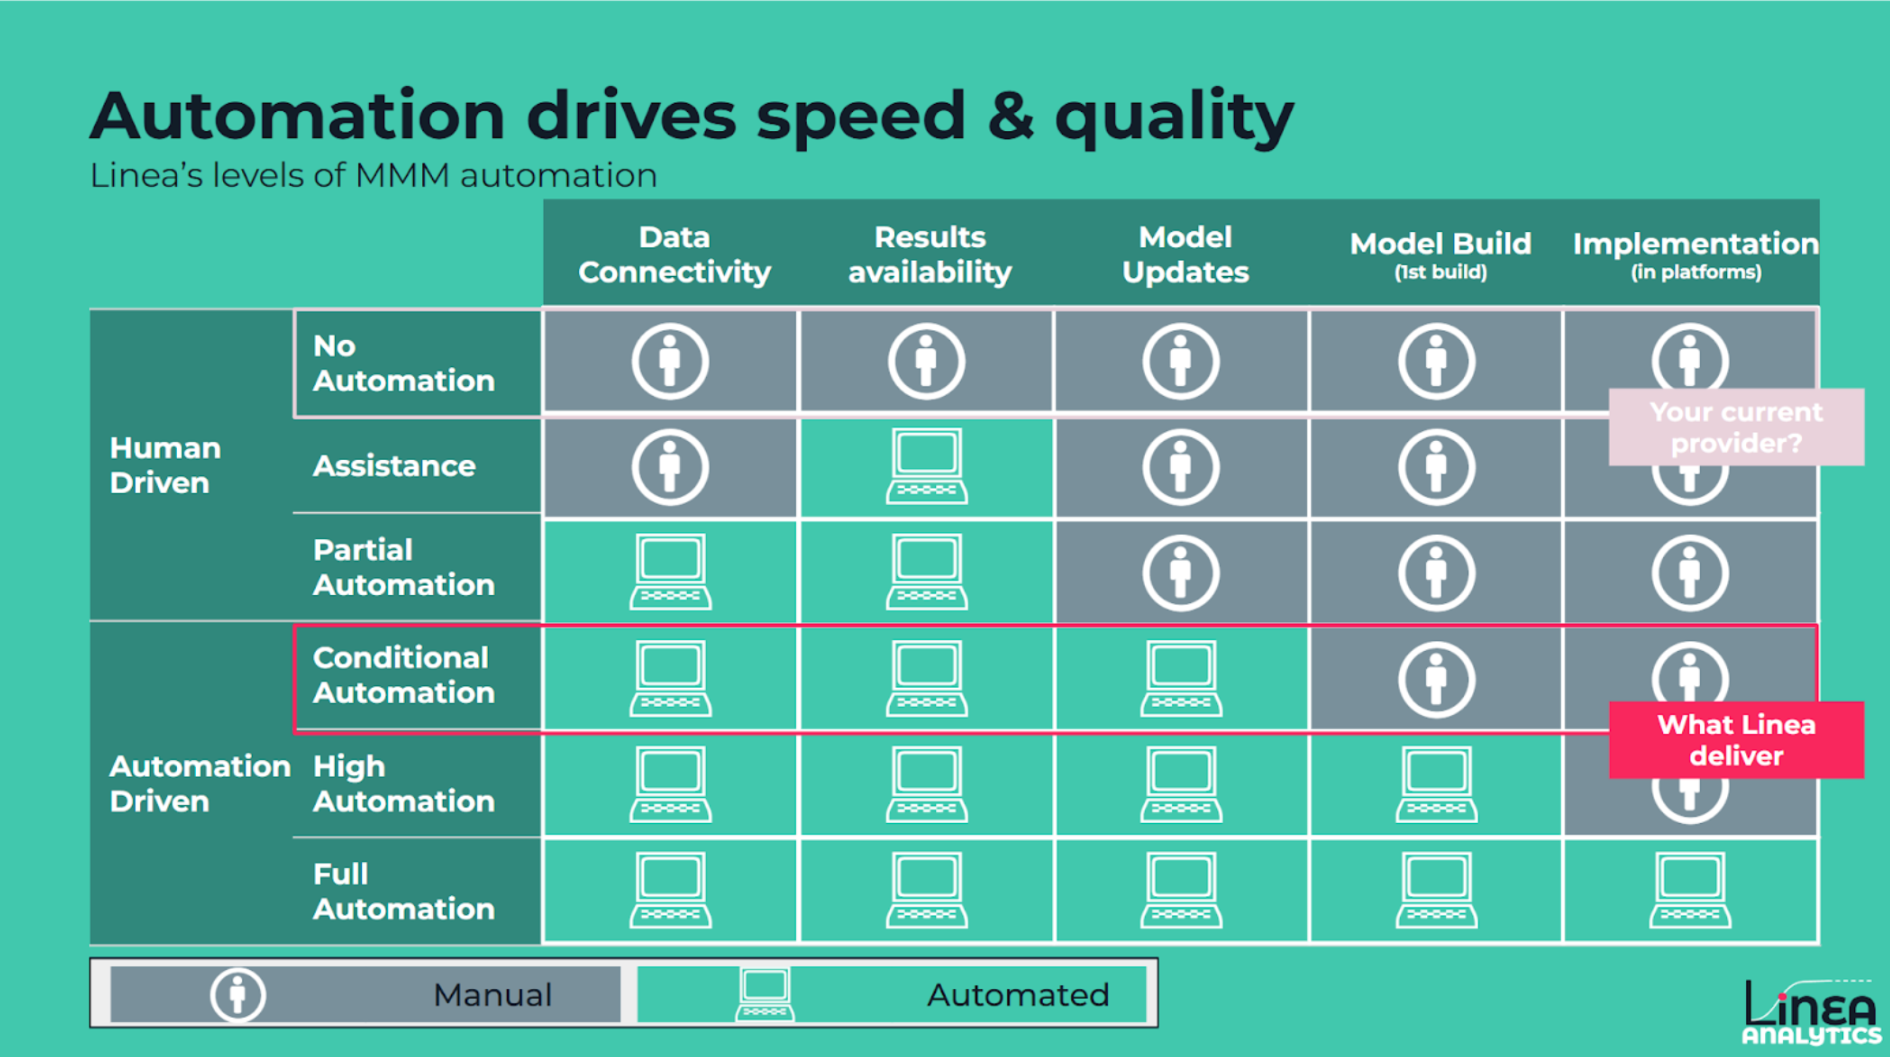 Automation drives speed & quality
Linea's levels of MMM automation
Data
Connectivity
Results
availability
Model
Updates
Model Build
(1st build)
Implementation
(in platforms)
Human
Driven
No
Automation
Your current
provider?
Assistance
Partial
Automation
Automation
Driven
Conditional
Automation
What Linea
deliver
High
Automation
Full
Automation
Manual
Automated
LinEA
ANALYTICS